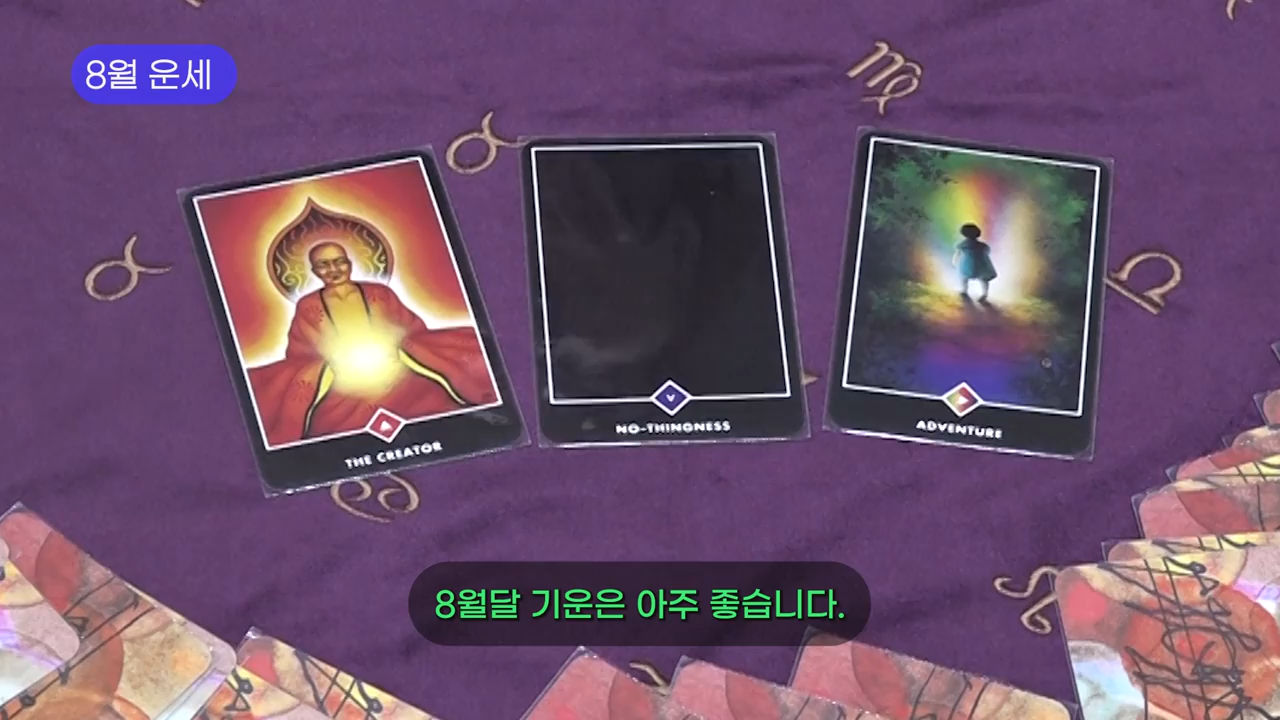 8월 운세
THE CREATOR
NO-THINGNESS
ADVENTURE
8월달 기운은 아주 좋습니다.